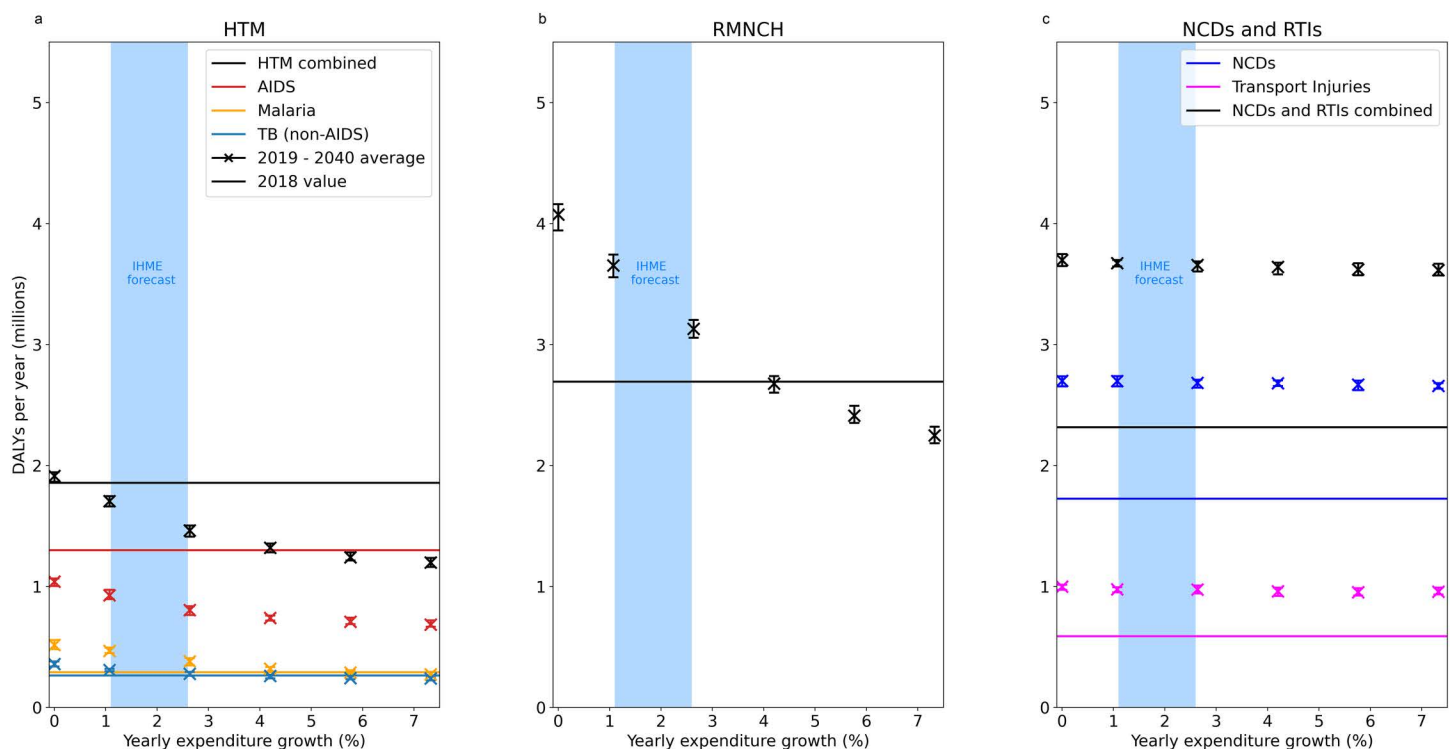 a
HTM
HTM combined
AIDS
Malaria
TB (non-AIDS)
2019 - 2040 average
2018 value
IHME
forecast
DALYs per year (millions)
5
4
3
2
1
0
0 1 2 3 4 5 6 7
Yearly expenditure growth (%)
b
RMNCH
IHME
forecast
5
4
3
2
1
0
0 1 2 3 4 5 6 7
Yearly expenditure growth (%)
c
NCDs and RTIs
NCDs
Transport Injuries
NCDs and RTIs combined
IHME
forecast
5
4
3
2
1
0
0 1 2 3 4 5 6 7
Yearly expenditure growth (%)